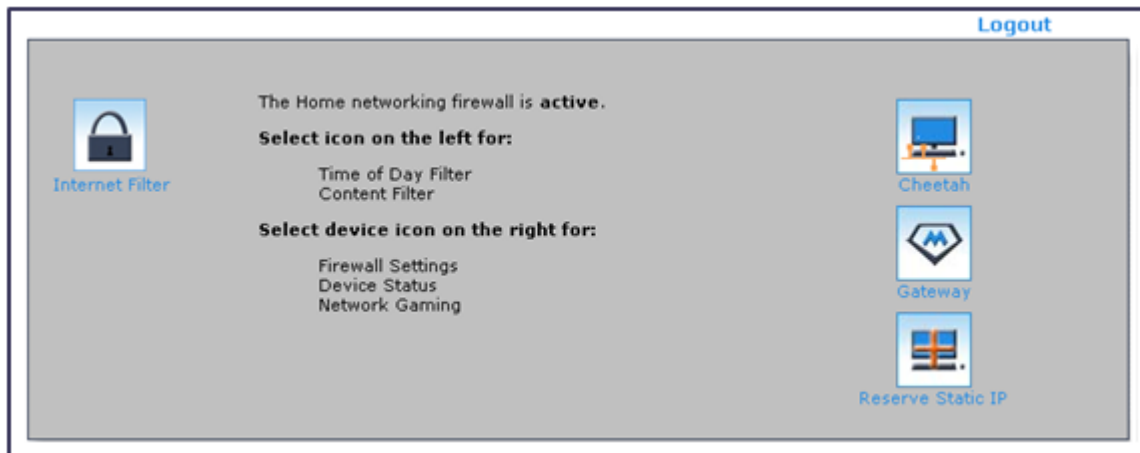 Logout
The Home networking firewall is active.
Select icon on the left for:
Time of Day Filter
Content Filter
Select device icon on the right for:
Firewall Settings
Device Status
Network Gaming
Internet Filter
Cheetah
Gateway
Reserve Static IP